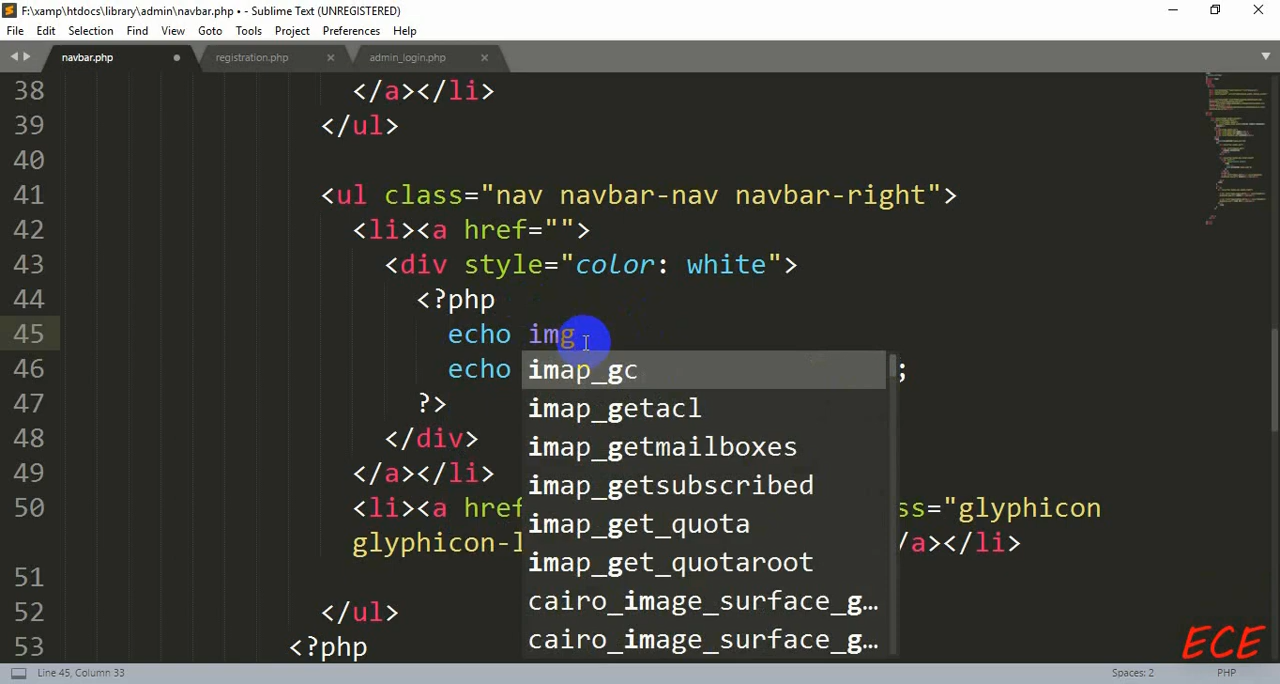 F:\xamp\htdocs\library\admin\navbar.php • - Sublime Text (UNREGISTERED)
File Edit Selection Find View Goto Tools Project Preferences Help
navbar.php registration.php admin_login.php
38 </a></li>
39 </ul>
40
41 <ul class="nav navbar-nav navbar-right">
42 <li><a href="">
43 <div style="color: white">
44 <?php
45 echo img
46 echo ;
imap_gc
47 ?>
imap_getacl
48 </div>
imap_getmailboxes
49 </a></li>
imap_getsubscribed
50 <li><a href ss="glyphicon
imap_get_quota
glyphicon-l /a></li>
imap_get_quotaroot
51
cairo_image_surface_g…
52 </ul>
cairo_image_surface_g…
53 <?php
ECE
Line 45, Column 33 Spaces: 2 PHP